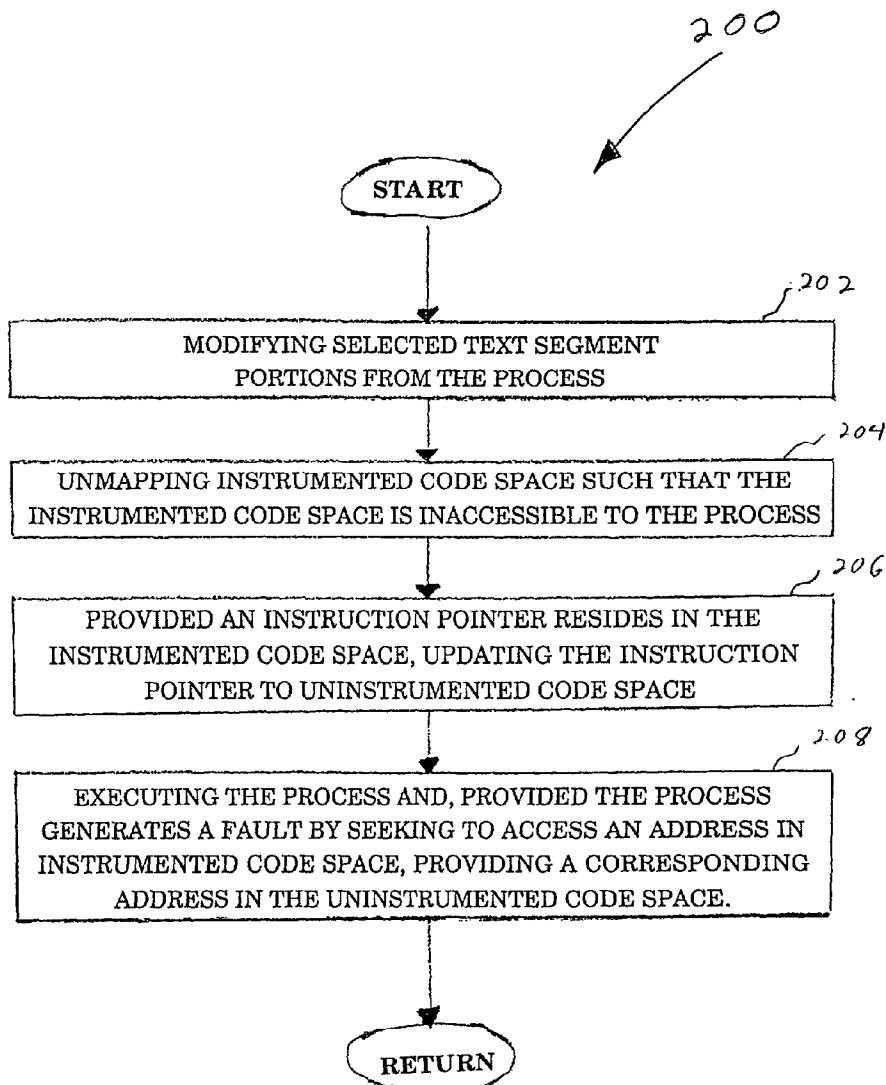 200
START
202
MODIFYING SELECTED TEXT SEGMENT
PORTIONS FROM THE PROCESS
204
UNMAPPING INSTRUMENTED CODE SPACE SUCH THAT THE
INSTRUMENTED CODE SPACE IS INACCESSIBLE TO THE PROCESS
206
PROVIDED AN INSTRUCTION POINTER RESIDES IN THE
INSTRUMENTED CODE SPACE, UPDATING THE INSTRUCTION
POINTER TO UNINSTRUMENTED CODE SPACE
208
EXECUTING THE PROCESS AND, PROVIDED THE PROCESS
GENERATES A FAULT BY SEEKING TO ACCESS AN ADDRESS IN
INSTRUMENTED CODE SPACE, PROVIDING A CORRESPONDING
ADDRESS IN THE UNINSTRUMENTED CODE SPACE.
RETURN